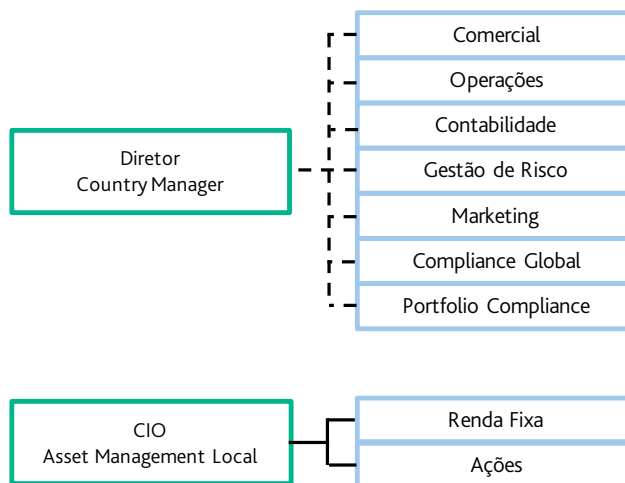 Comercial
Operações
Contabilidade
Diretor
Country Manager
Gestão de Risco
Marketing
Compliance Global
Portfolio Compliance
CIO
Asset Management Local
Renda Fixa
Ações